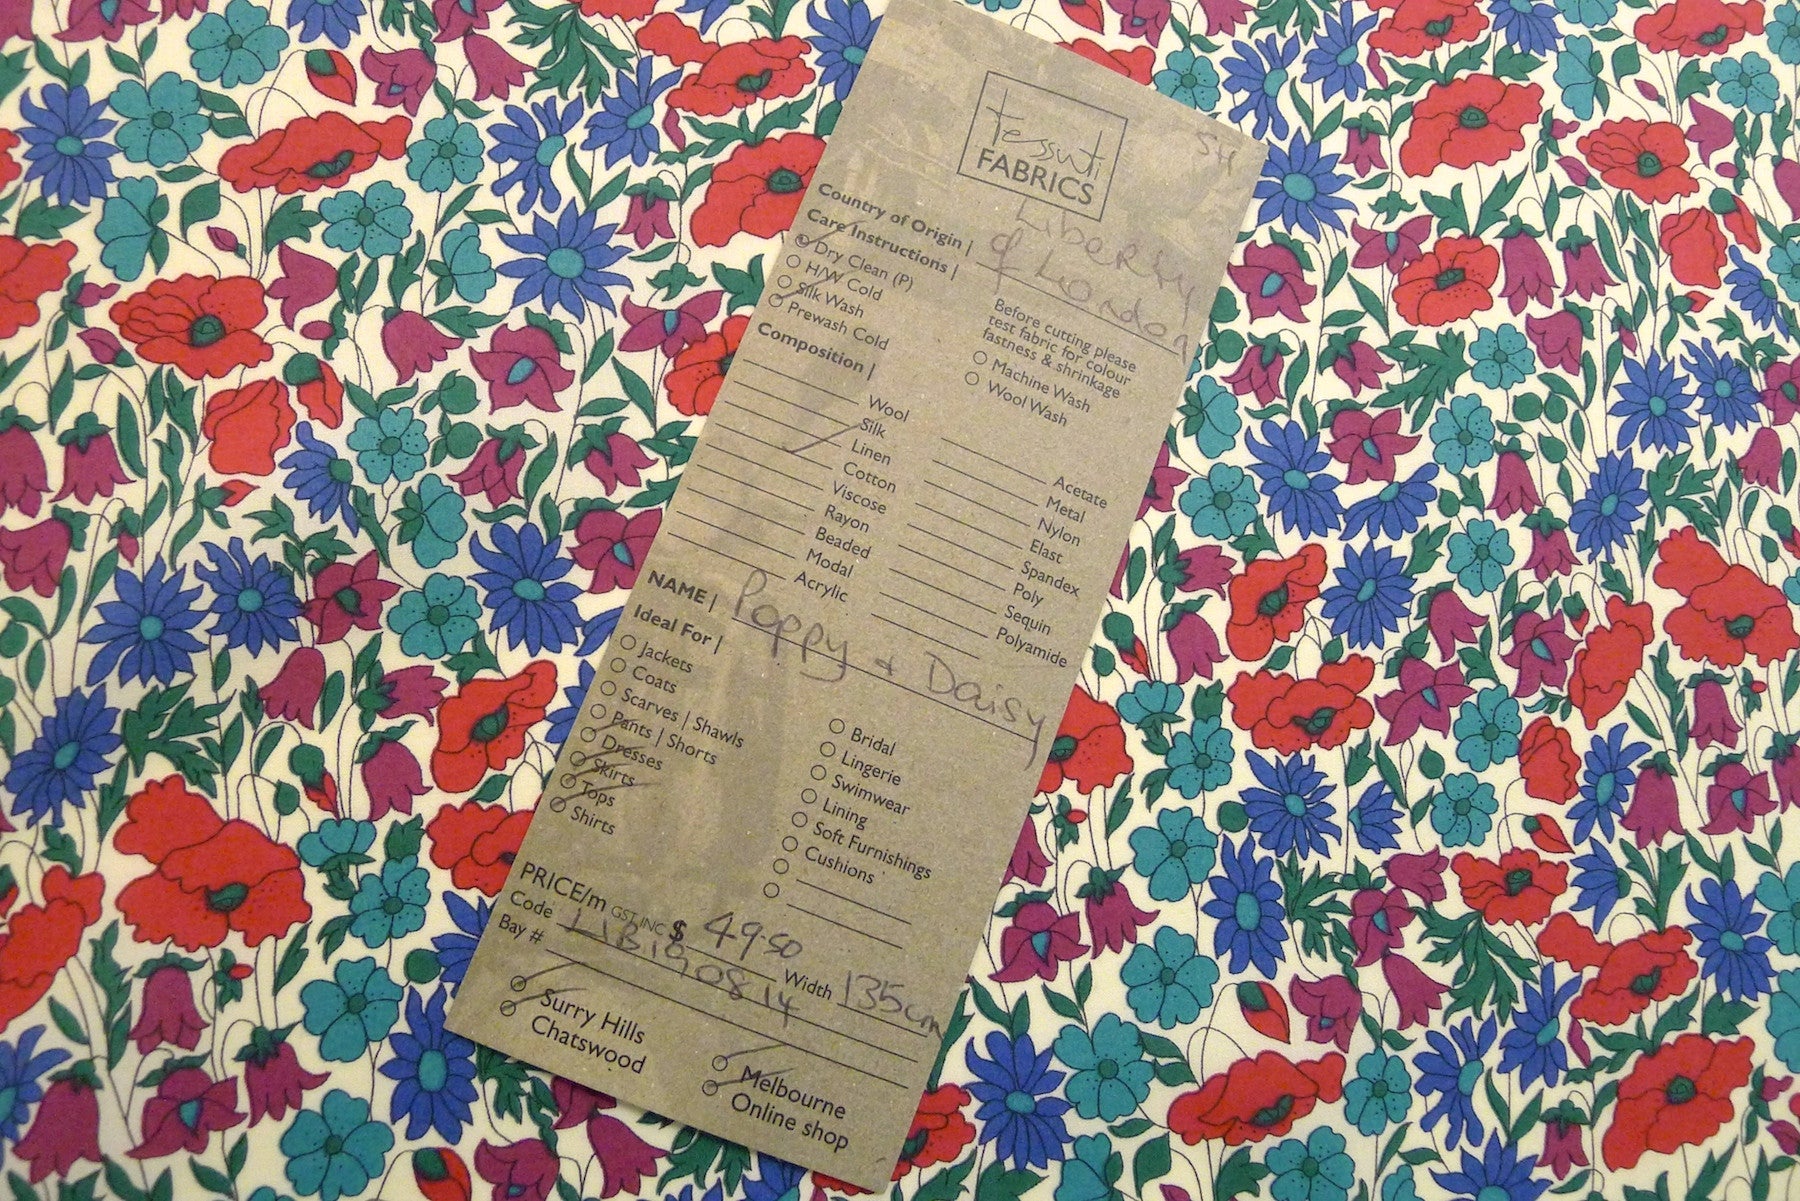 SH
tessuti
FABRICS
Country of Origin | Liberty
of London
Care Instructions |
Dry Clean (P)
H/W Cold
Silk Wash
Prewash Cold
Before cutting please
test fabric for colour
fastness & shrinkage
Machine Wash
Wool Wash
Composition |
Wool
Silk
Linen
Cotton
Viscose
Rayon
Beaded
Modal
Acrylic
Acetate
Metal
Nylon
Elast
Spandex
Poly
Sequin
Polyamide
NAME | Poppy + Daisy
Ideal For |
Jackets
Coats
Scarves | Shawls
Pants | Shorts
Dresses
Skirts
Tops
Shirts
Bridal
Lingerie
Swimwear
Lining
Soft Furnishings
Cushions
PRICE/m GST INC $ 49.50
Code LIB190814 Width 135cm
Bay #
Surry Hills
Chatswood
Melbourne
Online shop